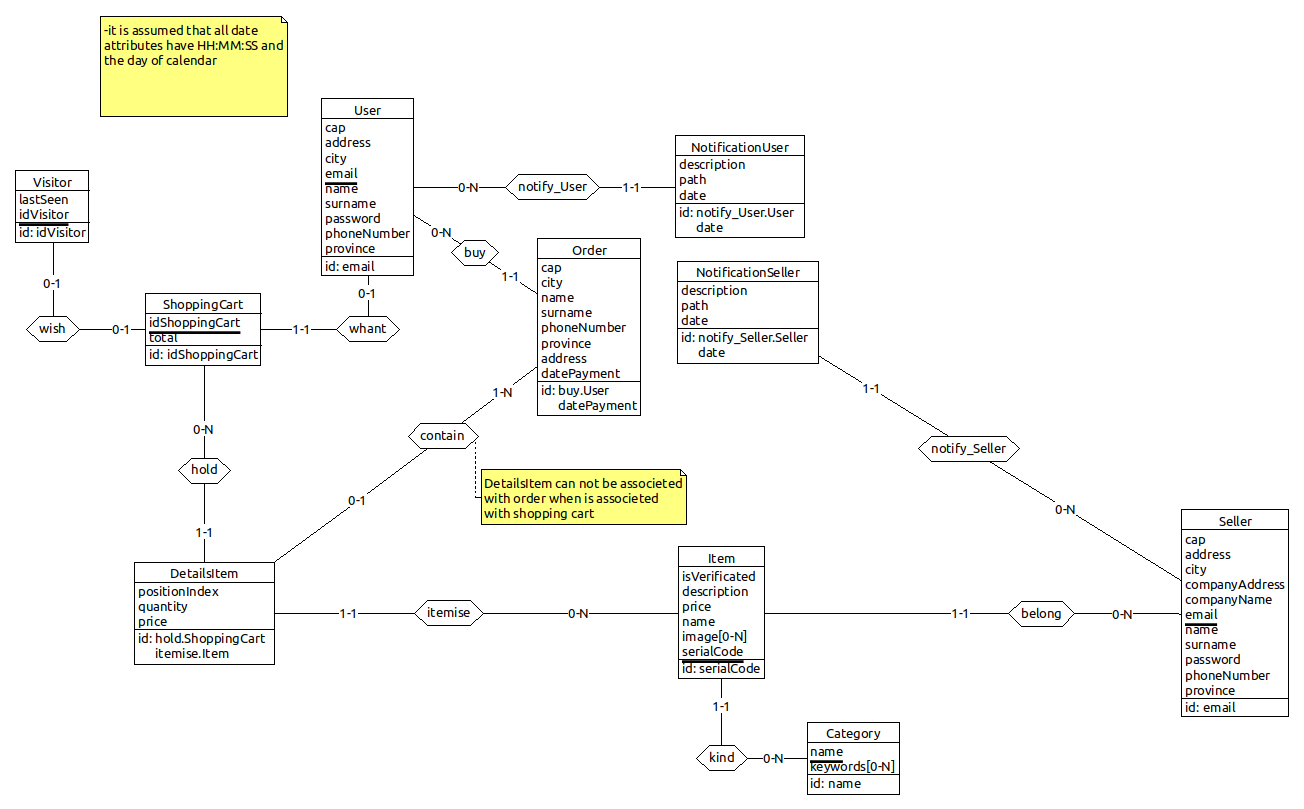 -it is assumed that all date
attributes have HH:MM:SS and
the day of calendar
User
cap
address
city
email
name
surname
password
phoneNumber
province
id: email
NotificationUser
description
path
date
id: notify_User.User
date
0-N
notify_User
1-1
Visitor
lastSeen
idVisitor
id: idVisitor
0-N
buy
1-1
Order
cap
city
name
surname
phoneNumber
province
address
datePayment
id: buy.User
datePayment
NotificationSeller
description
path
date
id: notify_Seller.Seller
date
0-1
wish
0-1
ShoppingCart
idShoppingCart
total
id: idShoppingCart
1-1
whant
0-1
1-N
contain
0-1
1-1
notify_Seller
0-N
0-N
hold
1-1
DetailsItem can not be associeted
with order when is associeted
with shopping cart
DetailsItem
positionIndex
quantity
price
id: hold.ShoppingCart
itemise.Item
1-1
itemise
0-N
Item
isVerificated
description
price
name
image[0-N]
serialCode
id: serialCode
1-1
belong
0-N
Seller
cap
address
city
companyAddress
companyName
email
name
surname
password
phoneNumber
province
id: email
1-1
kind
0-N
Category
name
keywords[0-N]
id: name